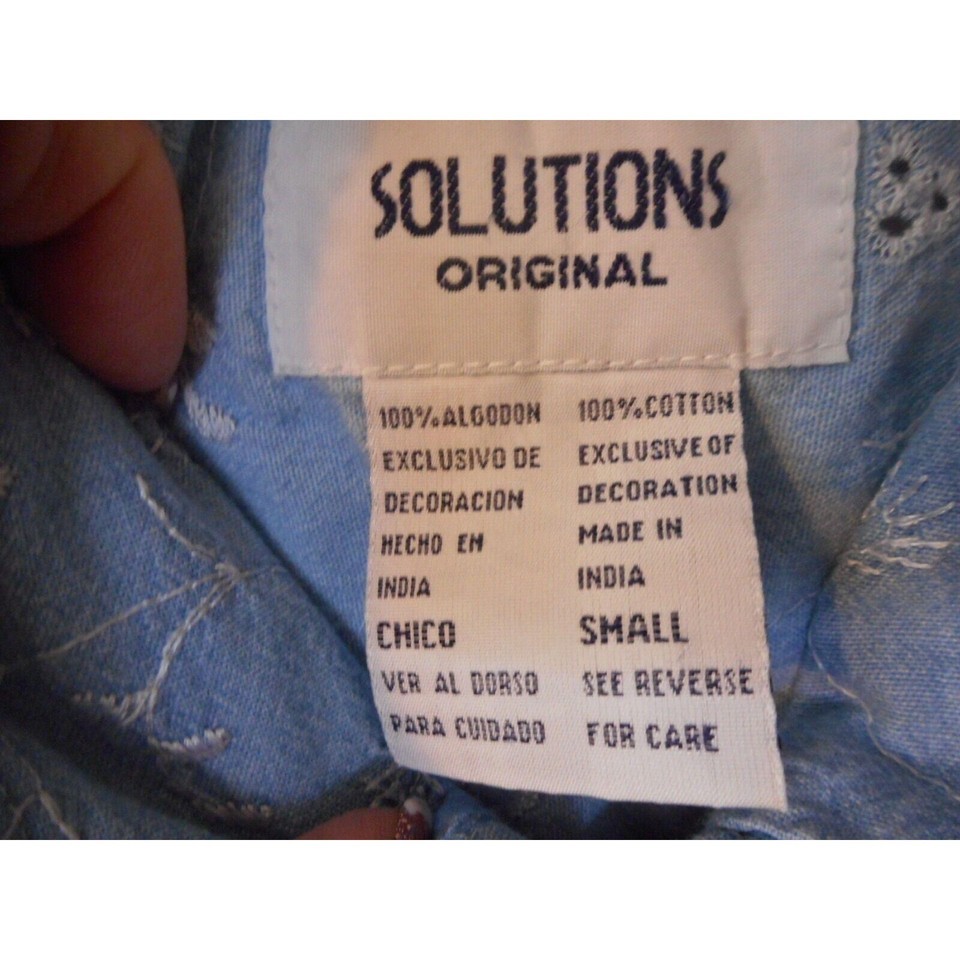 SOLUTIONS
ORIGINAL
100% ALGODON
EXCLUSIVO DE
DECORACION
HECHO EN
INDIA
CHICO
VER AL DORSO
PARA CUIDADO
100% COTTON
EXCLUSIVE OF
DECORATION
MADE IN
INDIA
SMALL
SEE REVERSE
FOR CARE